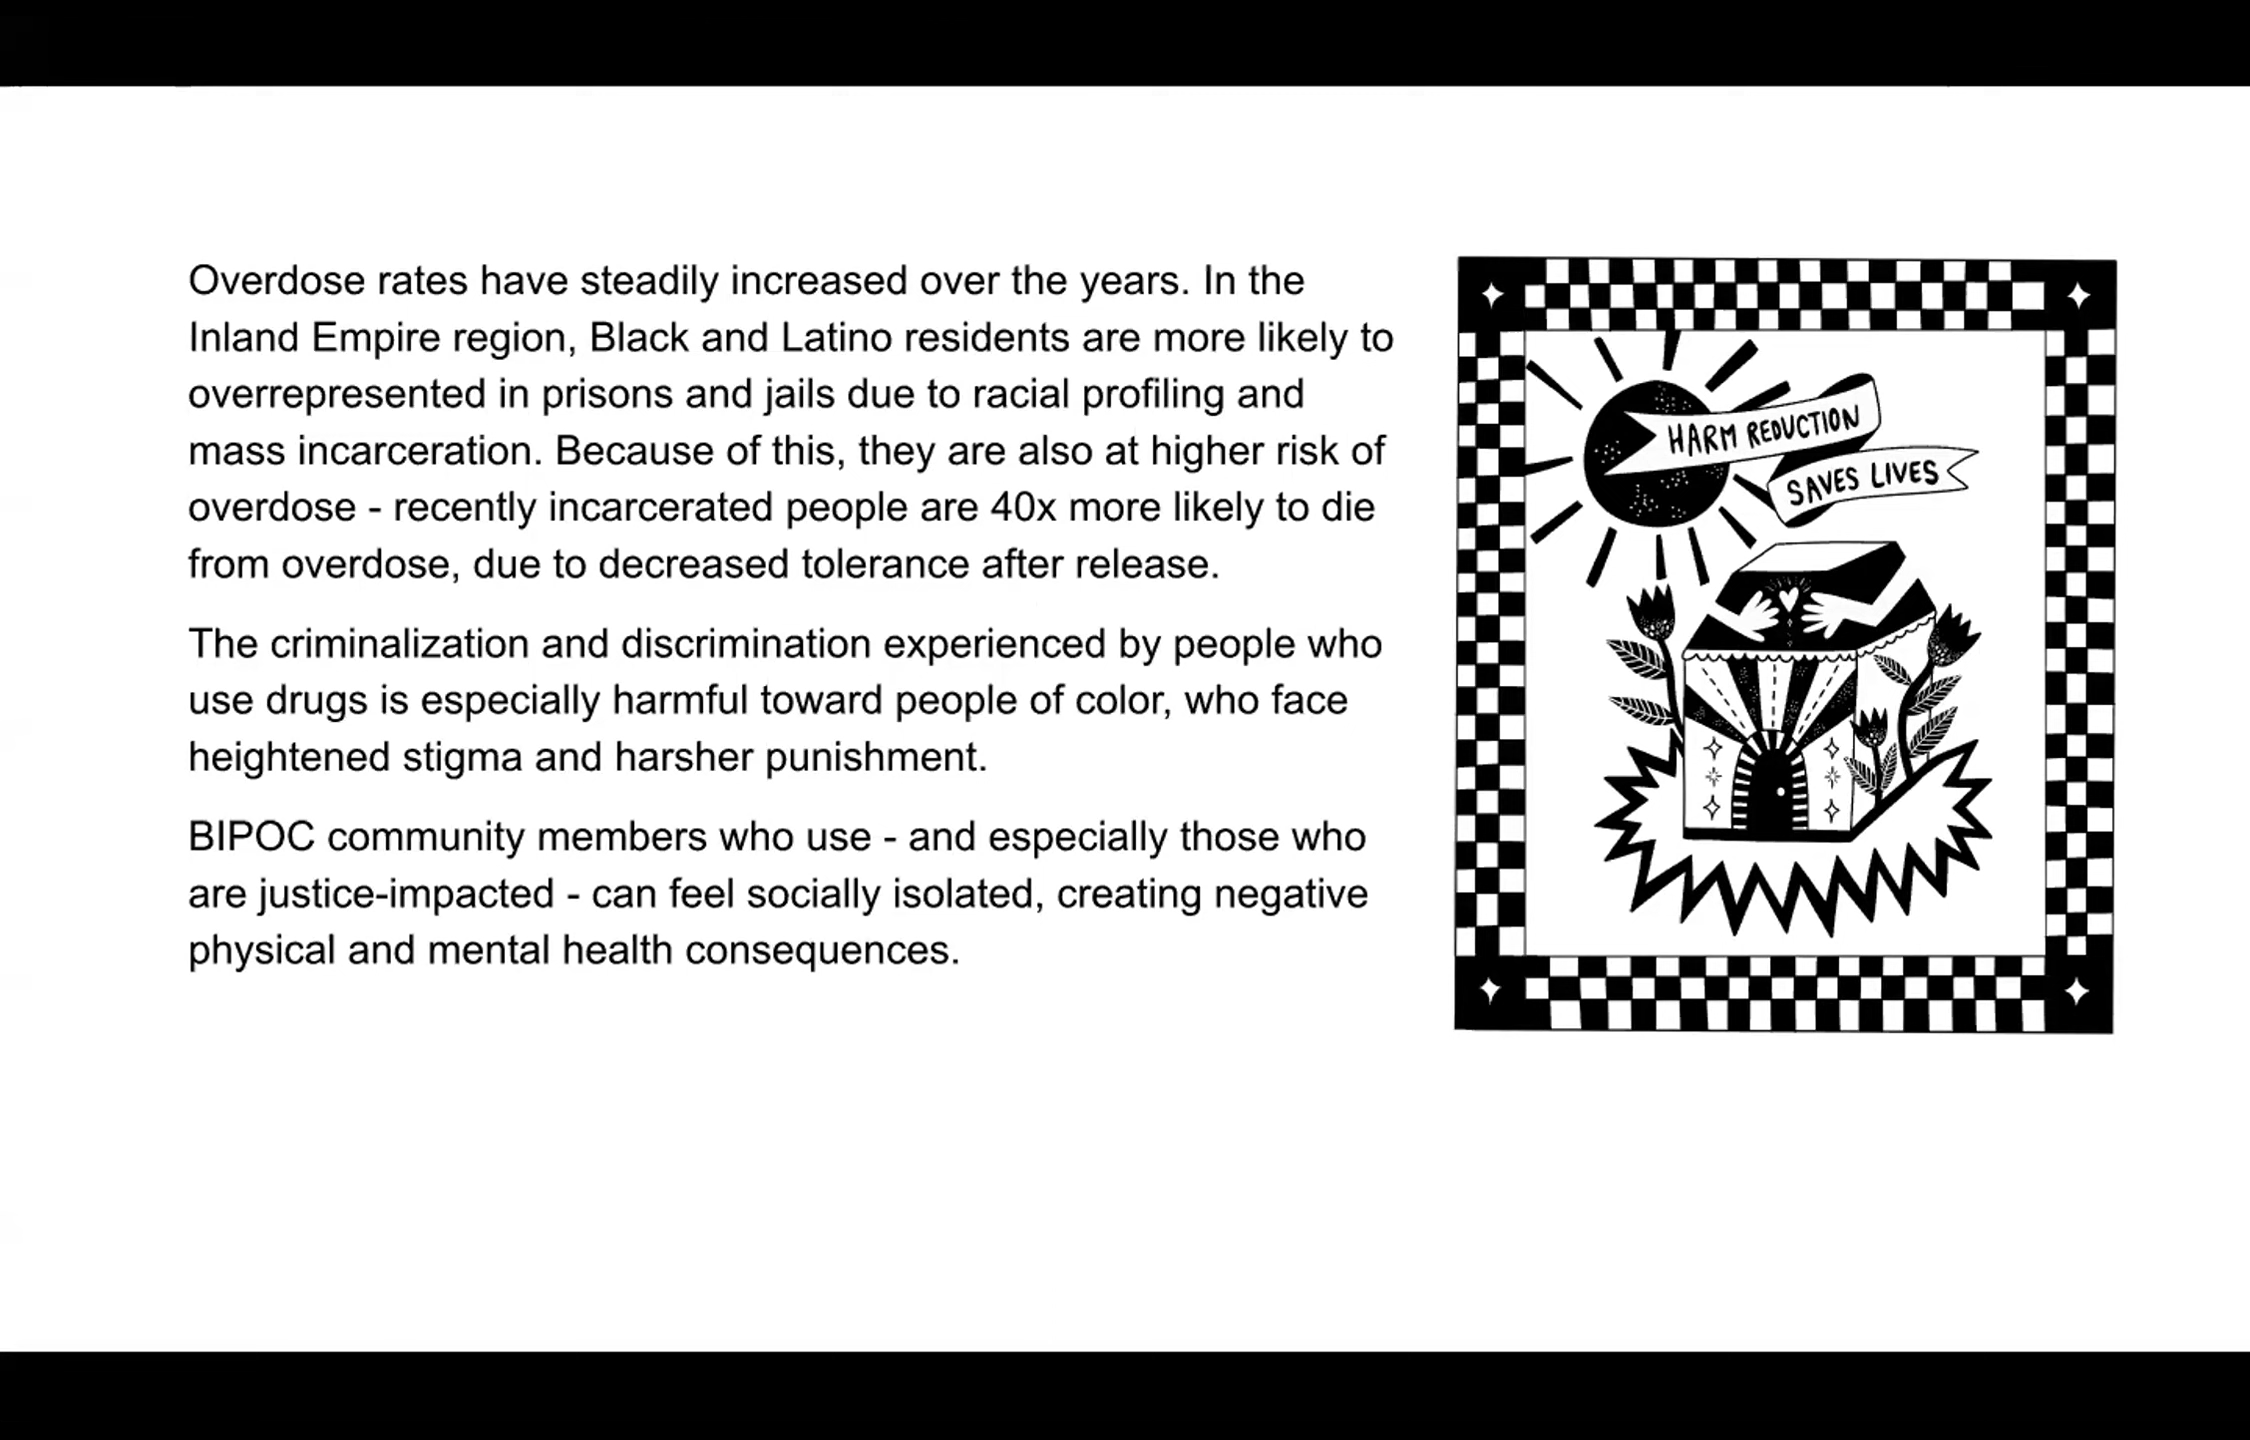 Overdose rates have steadily increased over the years. In the
Inland Empire region, Black and Latino residents are more likely to
overrepresented in prisons and jails due to racial profiling and
mass incarceration. Because of this, they are also at higher risk of
overdose - recently incarcerated people are 40x more likely to die
from overdose, due to decreased tolerance after release.
The criminalization and discrimination experienced by people who
use drugs is especially harmful toward people of color, who face
heightened stigma and harsher punishment.
BIPOC community members who use - and especially those who
are justice-impacted - can feel socially isolated, creating negative
physical and mental health consequences.
HARM REDUCTION
SAVES LIVES